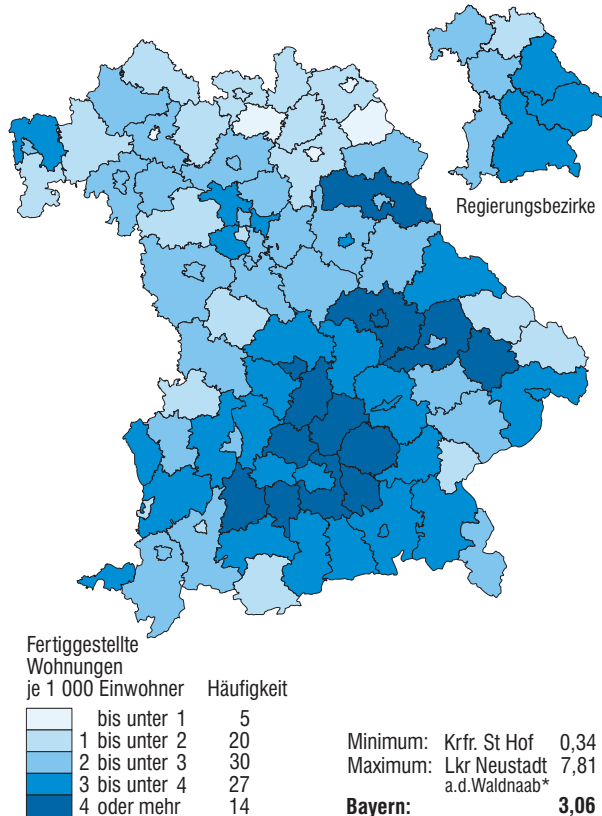 Regierungsbezirke
Fertiggestellte
Wohnungen
je 1 000 Einwohner Häufigkeit
bis unter 1 5
1 bis unter 2 20
2 bis unter 3 30
3 bis unter 4 27
4 oder mehr 14
Minimum: Krfr. St Hof 0,34
Maximum: Lkr Neustadt 7,81
a.d.Waldnaab*
Bayern: 3,06